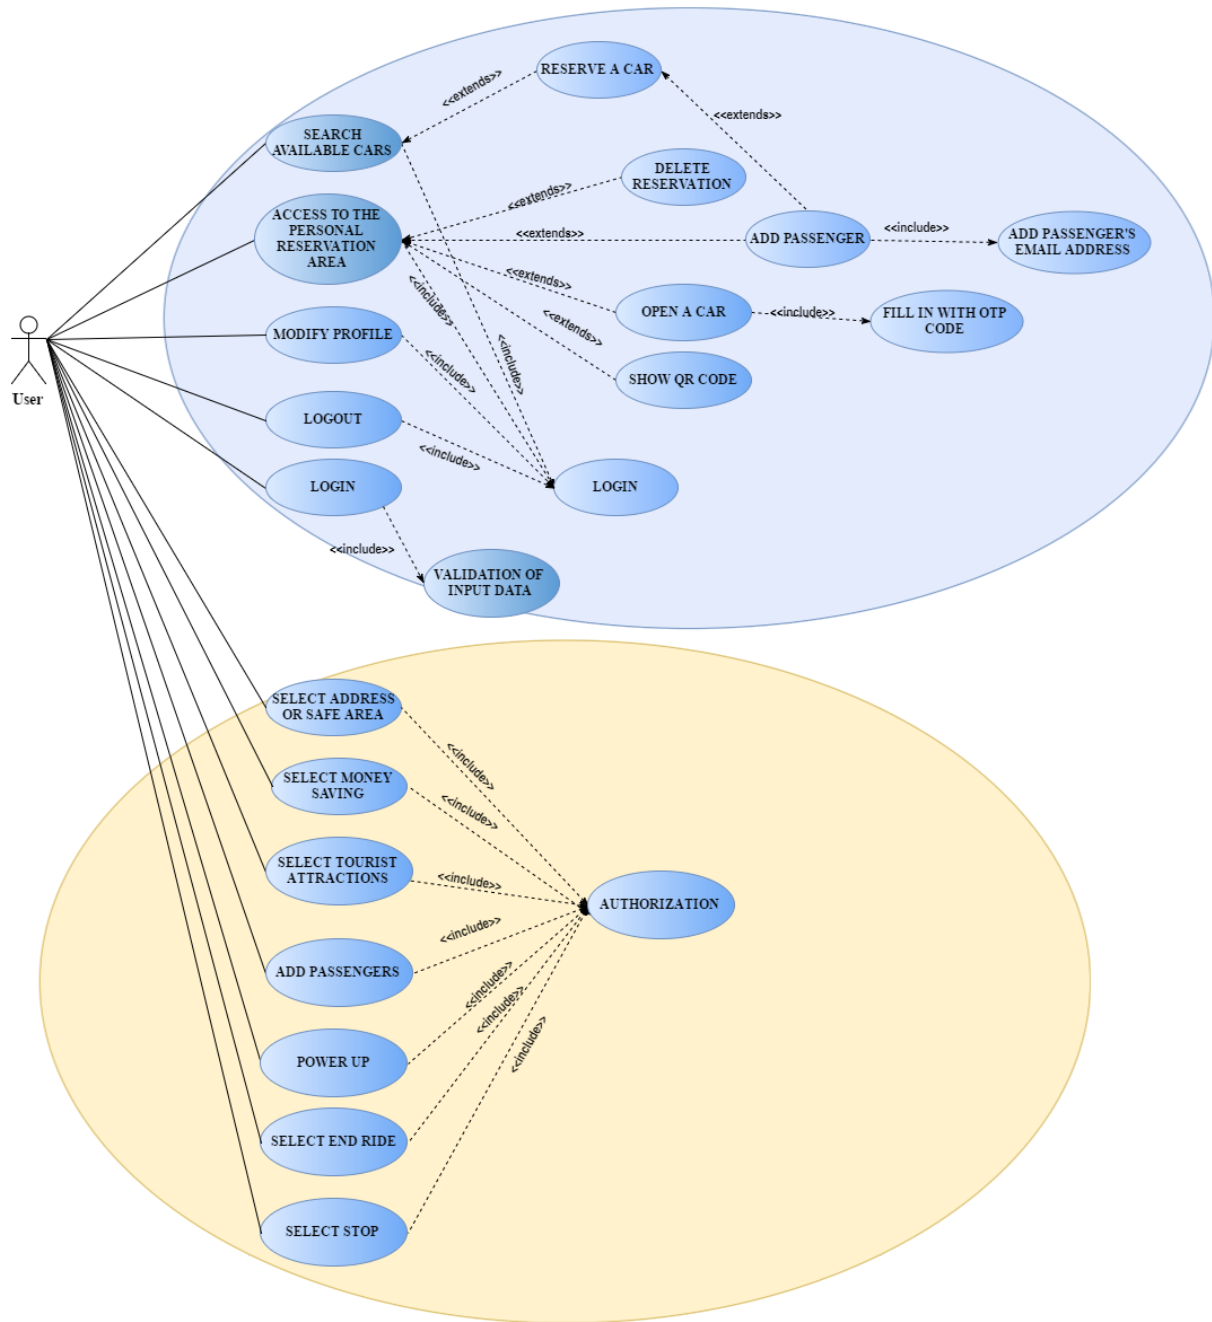 RESERVE A CAR
<<extends>>
<<extends>>
SEARCH
AVAILABLE CARS
DELETE
RESERVATION
<<extends>>
ACCESS TO THE
PERSONAL
RESERVATION
AREA
<<extends>>
ADD PASSENGER
<<include>>
ADD PASSENGER'S
EMAIL ADDRESS
<<extends>>
<<include>>
OPEN A CAR
<<include>>
FILL IN WITH OTP
CODE
<<extends>>
MODIFY PROFILE
<<include>>
<<include>>
SHOW QR CODE
User
LOGOUT
<<include>>
LOGIN
LOGIN
<<include>>
VALIDATION OF
INPUT DATA
SELECT ADDRESS
OR SAFE AREA
<<include>>
SELECT MONEY
SAVING
<<include>>
SELECT TOURIST
ATTRACTIONS
<<include>>
AUTHORIZATION
<<include>>
ADD PASSENGERS
<<include>>
<<include>>
<<include>>
POWER UP
SELECT END RIDE
SELECT STOP